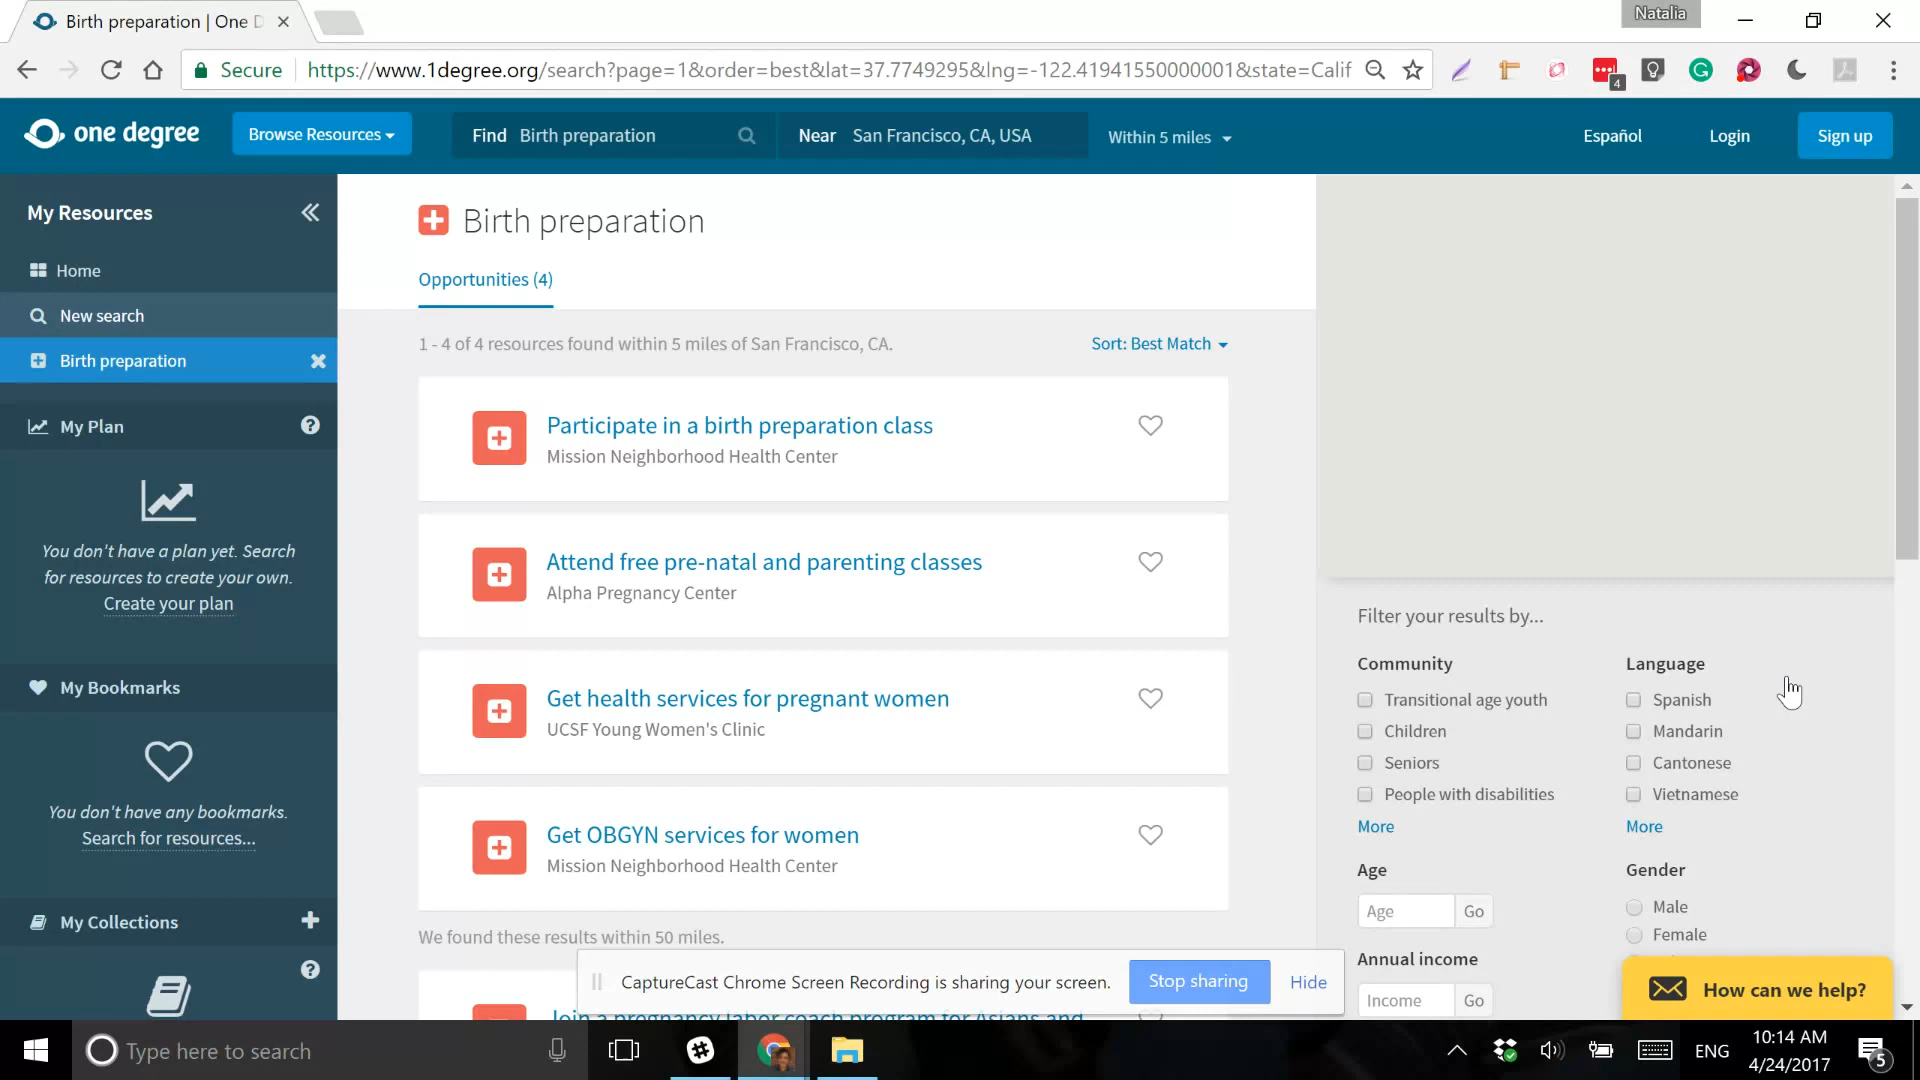 Birth preparation | One D
Natalia
Secure
https://www.1degree.org/search?page=1&order=best&lat=37.7749295&lng=-122.41941550000001&state=Calif
4
one degree
Browse Resources
Find Birth preparation
Near San Francisco, CA, USA
Within 5 miles
Español
Login
Sign up
My Resources
Home
New search
Birth preparation
My Plan
You don't have a plan yet. Search
for resources to create your own.
Create your plan
My Bookmarks
You don't have any bookmarks.
Search for resources...
My Collections
Birth preparation
Opportunities (4)
1 - 4 of 4 resources found within 5 miles of San Francisco, CA.
Sort: Best Match
Participate in a birth preparation class
Mission Neighborhood Health Center
Attend free pre-natal and parenting classes
Alpha Pregnancy Center
Get health services for pregnant women
UCSF Young Women's Clinic
Get OBGYN services for women
Mission Neighborhood Health Center
We found these results within 50 miles.
Join a pregnancy labor coach program for Asians and
Filter your results by...
Community
Transitional age youth
Children
Seniors
People with disabilities
More
Language
Spanish
Mandarin
Cantonese
Vietnamese
More
Age
Age Go
Gender
Male
Female
Annual income
Income Go
How can we help?
CaptureCast Chrome Screen Recording is sharing your screen.
Stop sharing
Hide
Type here to search
ENG
10:14 AM
4/24/2017
5